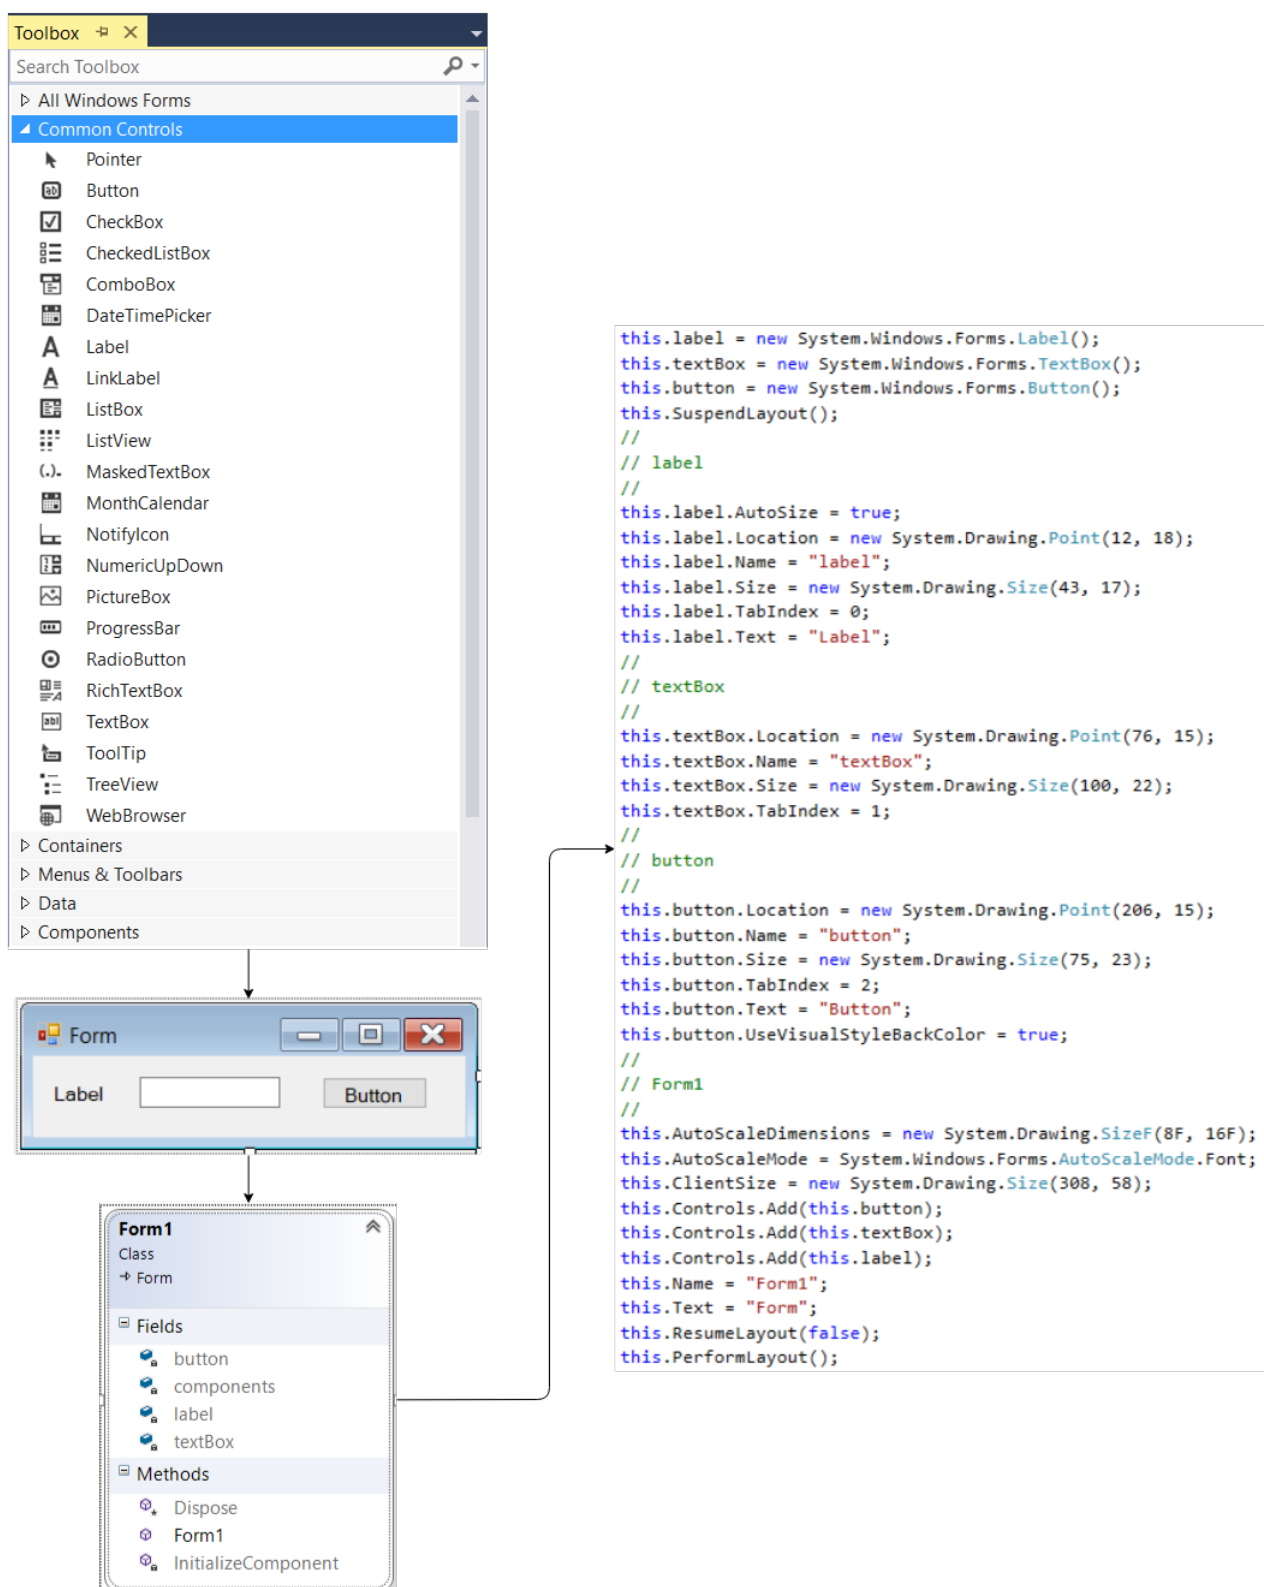 Toolbox
Search Toolbox
All Windows Forms
Common Controls
Pointer
Button
CheckBox
CheckedListBox
ComboBox
DateTimePicker
Label
LinkLabel
ListBox
ListView
MaskedTextBox
MonthCalendar
NotifyIcon
NumericUpDown
PictureBox
ProgressBar
RadioButton
RichTextBox
TextBox
ToolTip
TreeView
WebBrowser
Containers
Menus & Toolbars
Data
Components
Form
Label Button
Form1
Class
Form
Fields
button
components
label
textBox
Methods
Dispose
Form1
InitializeComponent
this.label = new System.Windows.Forms.Label();
this.textBox = new System.Windows.Forms.TextBox();
this.button = new System.Windows.Forms.Button();
this.SuspendLayout();
//
// label
//
this.label.AutoSize = true;
this.label.Location = new System.Drawing.Point(12, 18);
this.label.Name = "label";
this.label.Size = new System.Drawing.Size(43, 17);
this.label.TabIndex = 0;
this.label.Text = "Label";
//
// textBox
//
this.textBox.Location = new System.Drawing.Point(76, 15);
this.textBox.Name = "textBox";
this.textBox.Size = new System.Drawing.Size(100, 22);
this.textBox.TabIndex = 1;
//
// button
//
this.button.Location = new System.Drawing.Point(206, 15);
this.button.Name = "button";
this.button.Size = new System.Drawing.Size(75, 23);
this.button.TabIndex = 2;
this.button.Text = "Button";
this.button.UseVisualStyleBackColor = true;
//
// Form1
//
this.AutoScaleDimensions = new System.Drawing.SizeF(8F, 16F);
this.AutoScaleMode = System.Windows.Forms.AutoScaleMode.Font;
this.ClientSize = new System.Drawing.Size(308, 58);
this.Controls.Add(this.button);
this.Controls.Add(this.textBox);
this.Controls.Add(this.label);
this.Name = "Form1";
this.Text = "Form";
this.ResumeLayout(false);
this.PerformLayout();